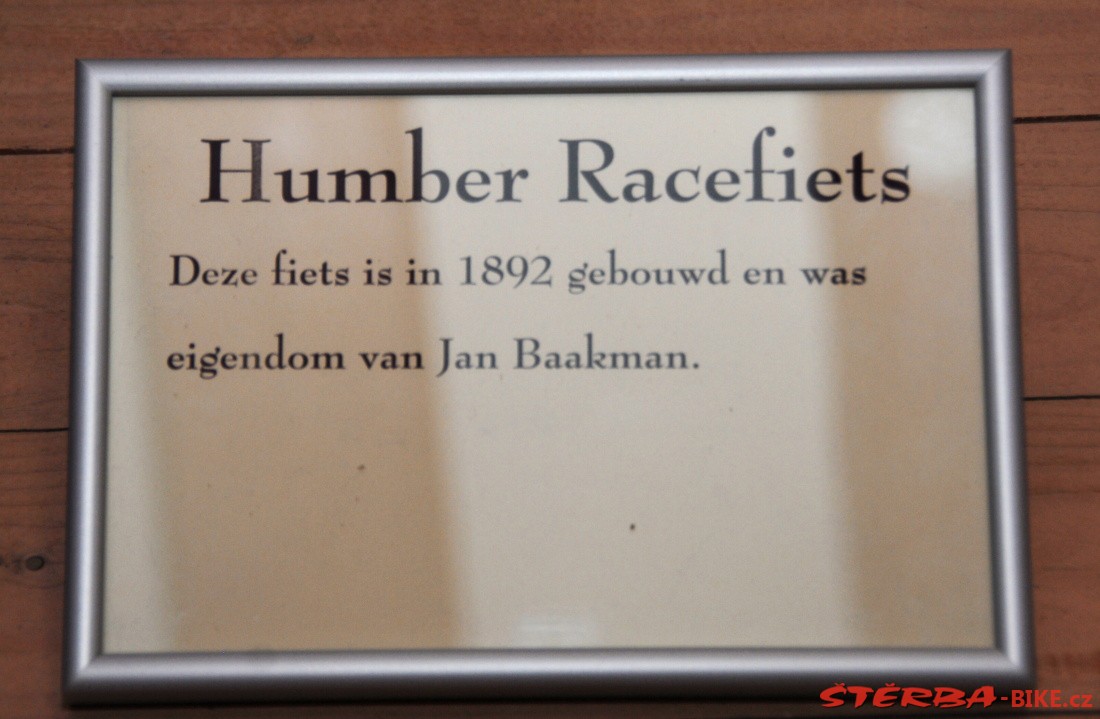 Humber Racefiets
Deze fiets is in 1892 gebouwd en was
eigendom van Jan Baakman.
ŠTĚRBA-BIKE.cz